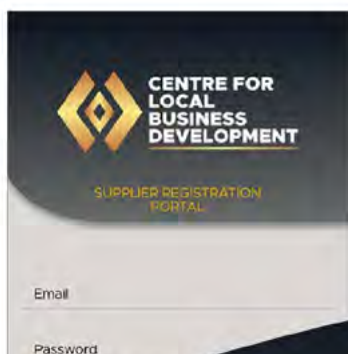 CENTRE FOR
LOCAL
BUSINESS
DEVELOPMENT
SUPPLIER REGISTRATION
PORTAL
Email
Password